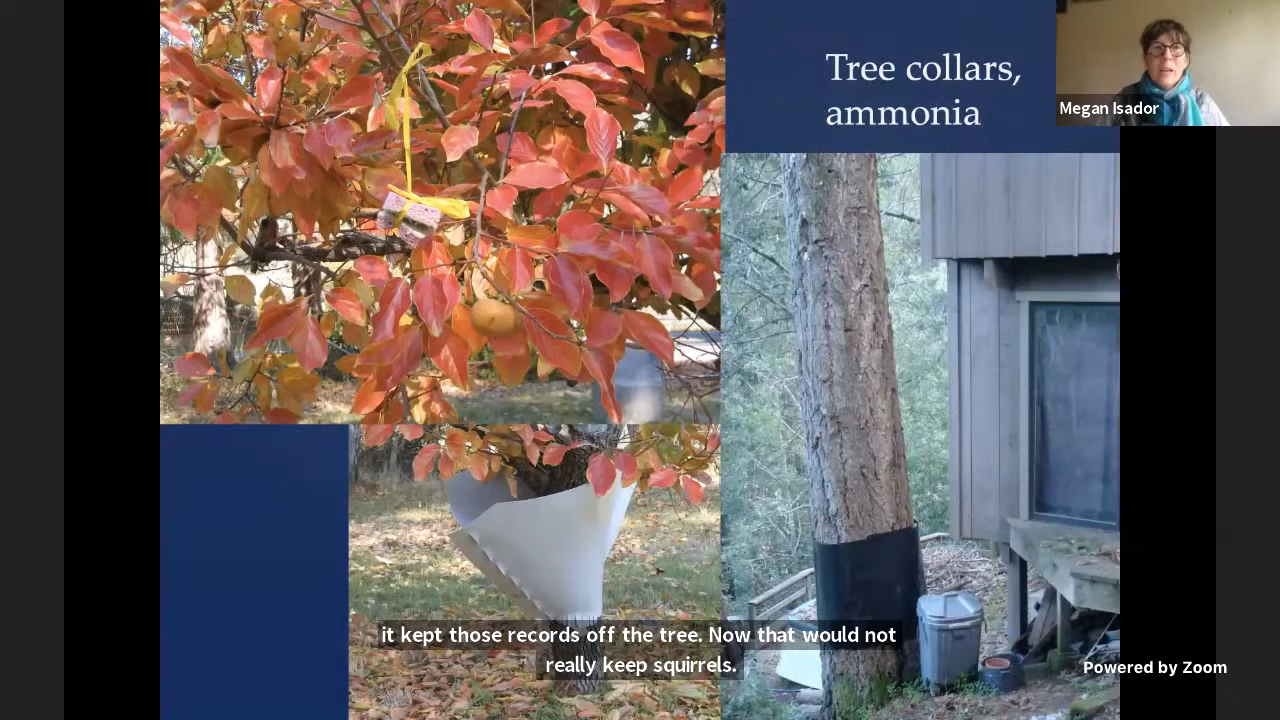 Tree collars,
ammonia
Megan Isador
it kept those records off the tree. Now that would not
really keep squirrels.
Powered by Zoom